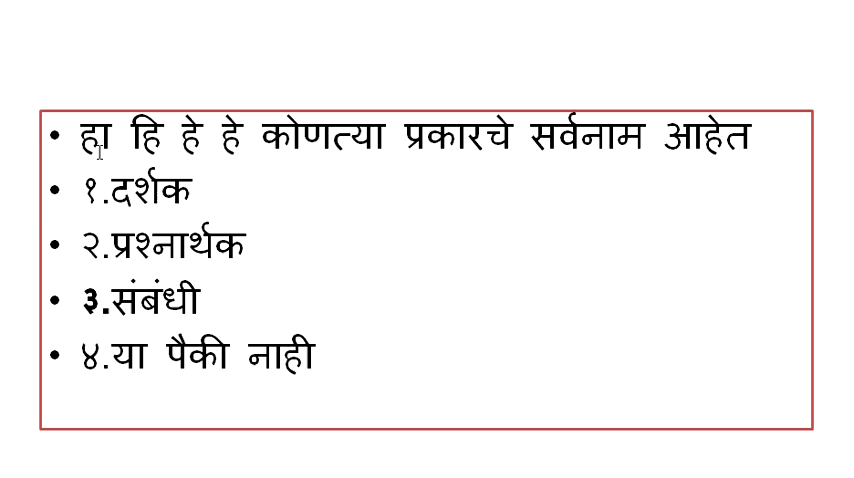 • हा हि हे हे कोणत्या प्रकारचे सर्वनाम आहेत
• १.दर्शक
• २.प्रश्नार्थक
• ३.संबंधी
• ४.या पैकी नाही